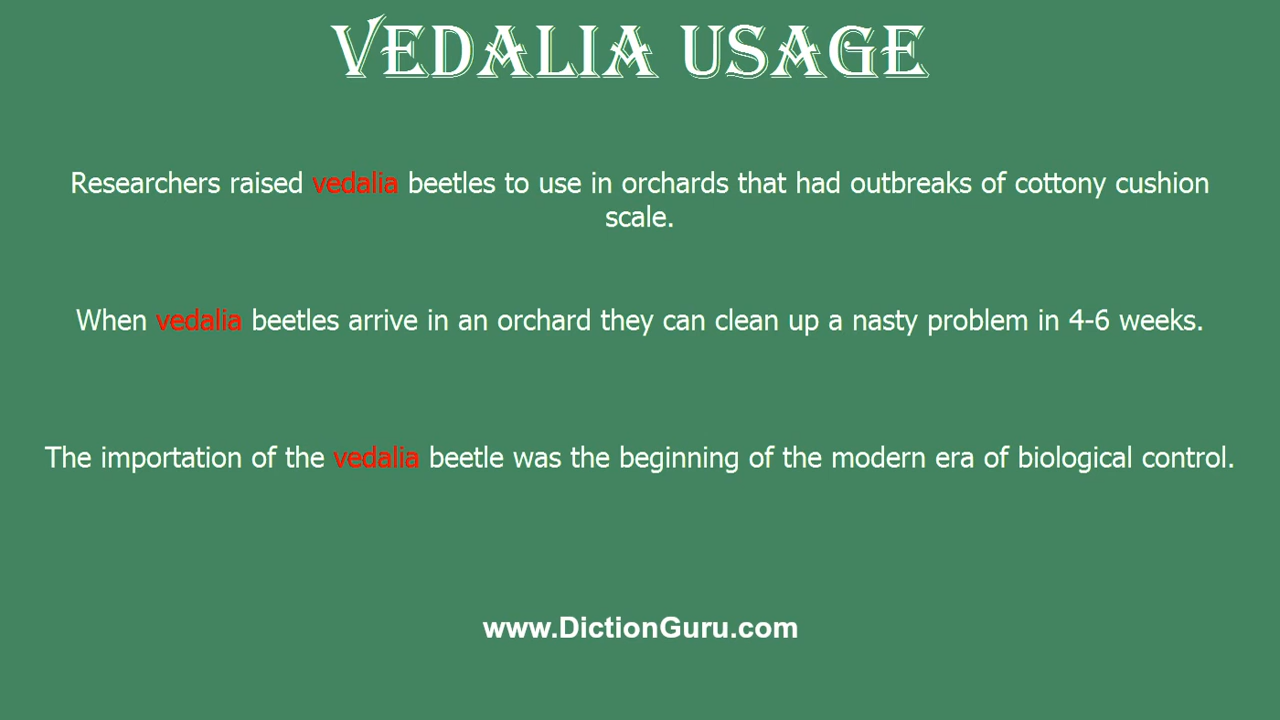 VEDALIA USAGE
Researchers raised vedalia beetles to use in orchards that had outbreaks of cottony cushion
scale.
When vedalia beetles arrive in an orchard they can clean up a nasty problem in 4-6 weeks.
The importation of the vedalia beetle was the beginning of the modern era of biological control.
www.DictionGuru.com